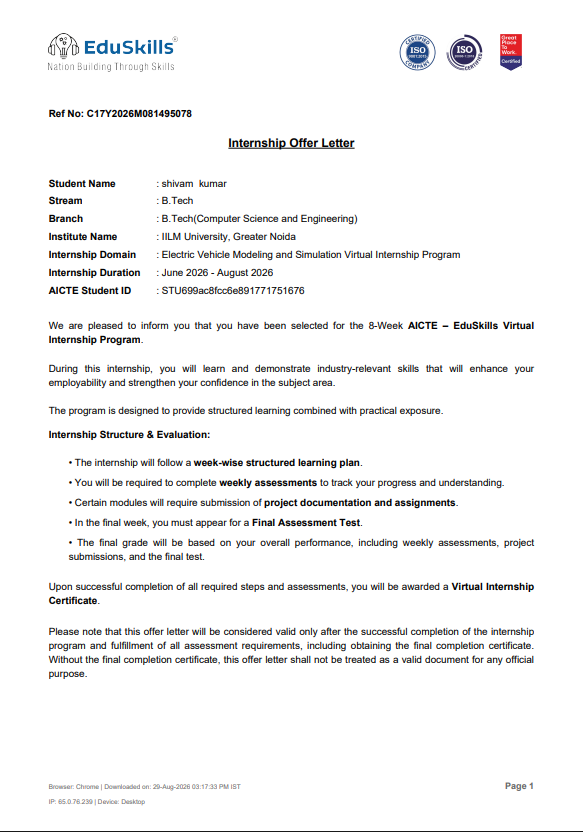 EduSkills
Nation Building Through Skills
CERTIFIED
ISO
9001:2015
COMPANY
ISO
CERTIFIED
Great
Place
To
Work.
Certified
Ref No: C17Y2026M081495078
Internship Offer Letter
Student Name : shivam kumar
Stream : B.Tech
Branch : B.Tech(Computer Science and Engineering)
Institute Name : IILM University, Greater Noida
Internship Domain : Electric Vehicle Modeling and Simulation Virtual Internship Program
Internship Duration : June 2026 - August 2026
AICTE Student ID : STU699ac8fcc6e891771751676
We are pleased to inform you that you have been selected for the 8-Week AICTE – EduSkills Virtual
Internship Program.
During this internship, you will learn and demonstrate industry-relevant skills that will enhance your
employability and strengthen your confidence in the subject area.
The program is designed to provide structured learning combined with practical exposure.
Internship Structure & Evaluation:
• The internship will follow a week-wise structured learning plan.
• You will be required to complete weekly assessments to track your progress and understanding.
• Certain modules will require submission of project documentation and assignments.
• In the final week, you must appear for a Final Assessment Test.
• The final grade will be based on your overall performance, including weekly assessments, project
submissions, and the final test.
Upon successful completion of all required steps and assessments, you will be awarded a Virtual Internship
Certificate.
Please note that this offer letter will be considered valid only after the successful completion of the internship
program and fulfillment of all assessment requirements, including obtaining the final completion certificate.
Without the final completion certificate, this offer letter shall not be treated as a valid document for any official
purpose.
Browser: Chrome | Downloaded on: 29-Aug-2026 03:17:33 PM IST
Page 1
IP: 65.0.76.239 | Device: Desktop